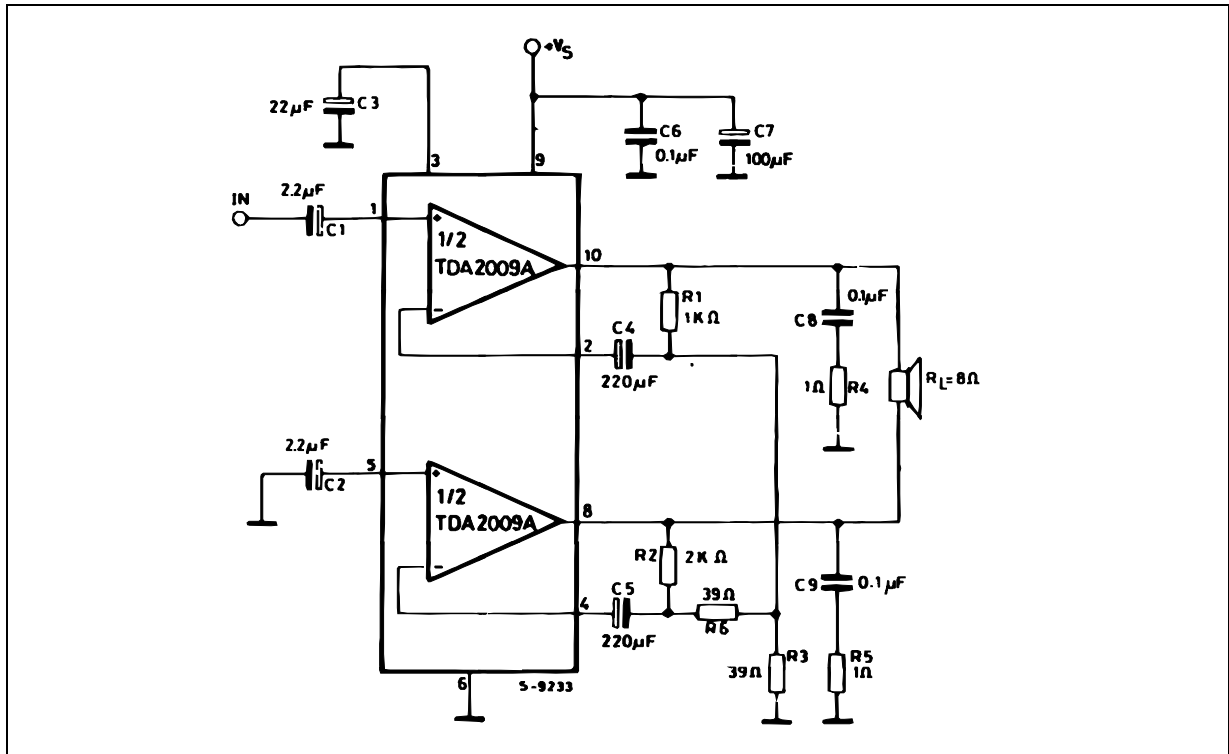 +VS
22µF C3
C6
0.1µF
C7
100µF
3
9
IN
2.2µF
C1
1
+
1/2
TDA2009A
-
10
R1
1KΩ
0.1µF
C8
2
C4
220µF
1Ω R4
RL=8Ω
2.2µF
C2
5
+
1/2
TDA2009A
-
8
R2 2KΩ
C9 0.1µF
4
C5
220µF
39Ω
R6
39Ω R3
R5
1Ω
6
S-9233